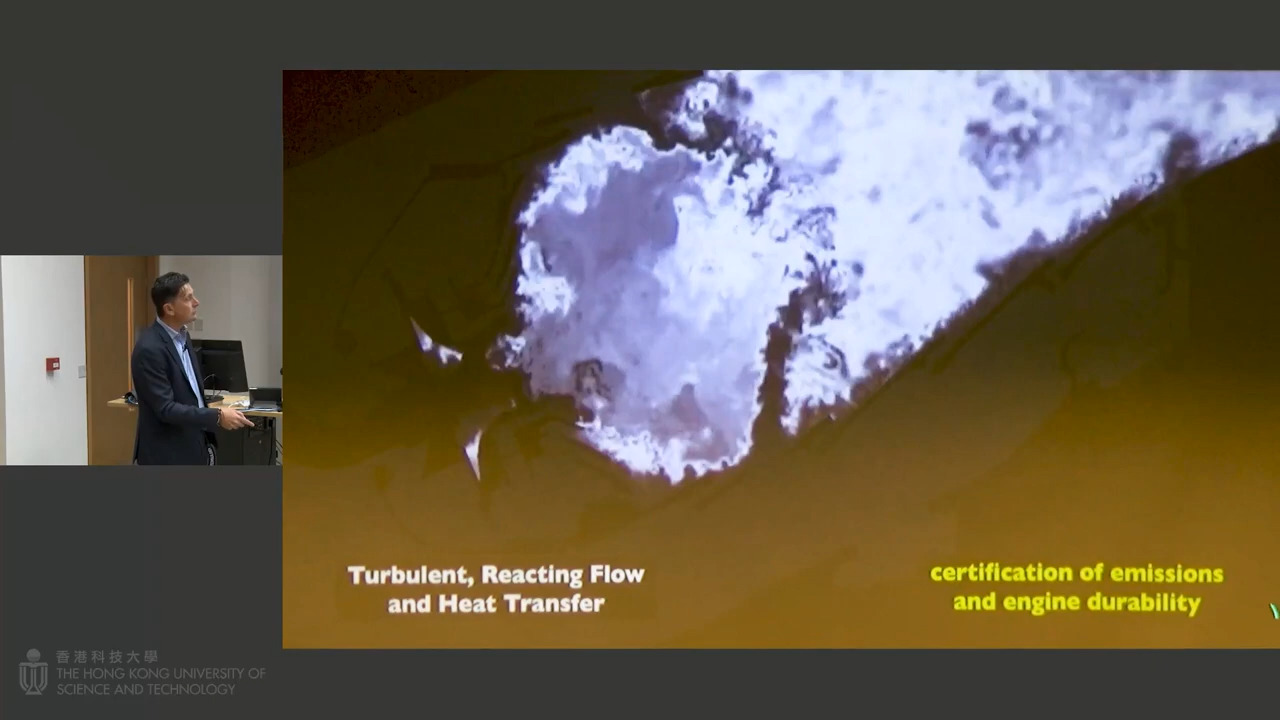 Turbulent, Reacting Flow
and Heat Transfer
certification of emissions
and engine durability
香港科技大學
THE HONG KONG UNIVERSITY OF
SCIENCE AND TECHNOLOGY